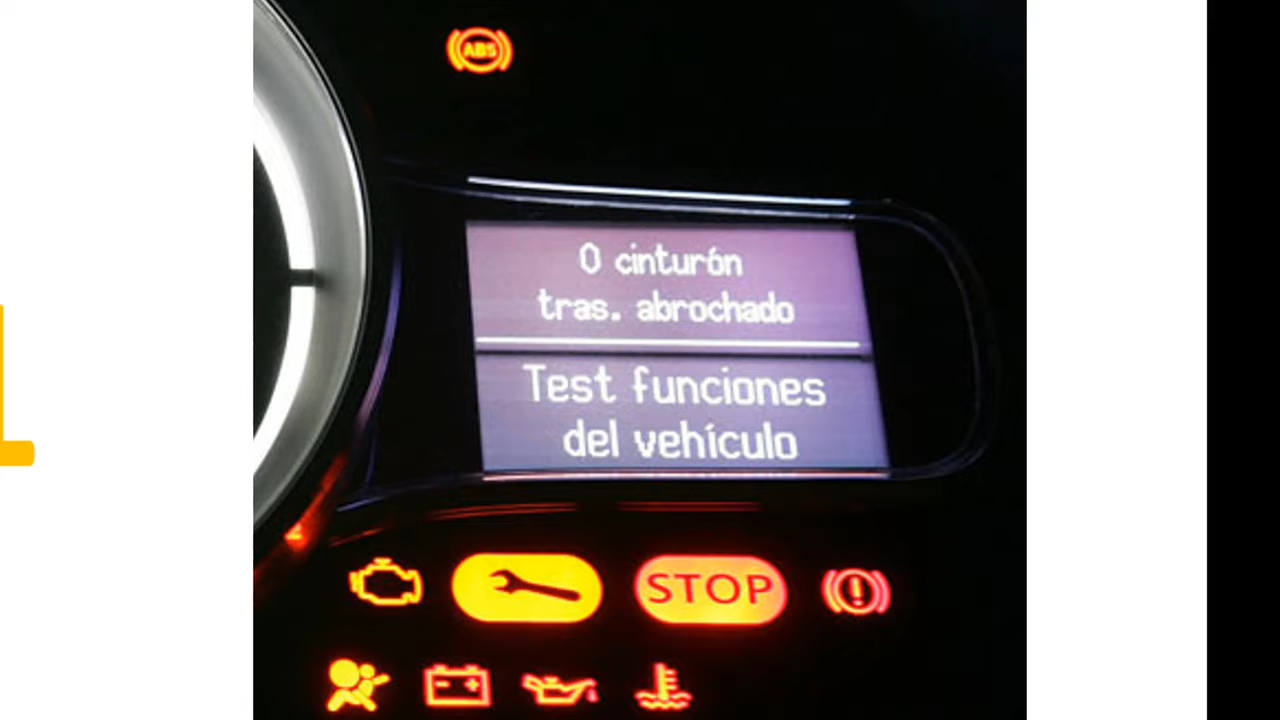 ABS
0 cinturón
tras. abrochado
Test funciones
del vehículo
STOP